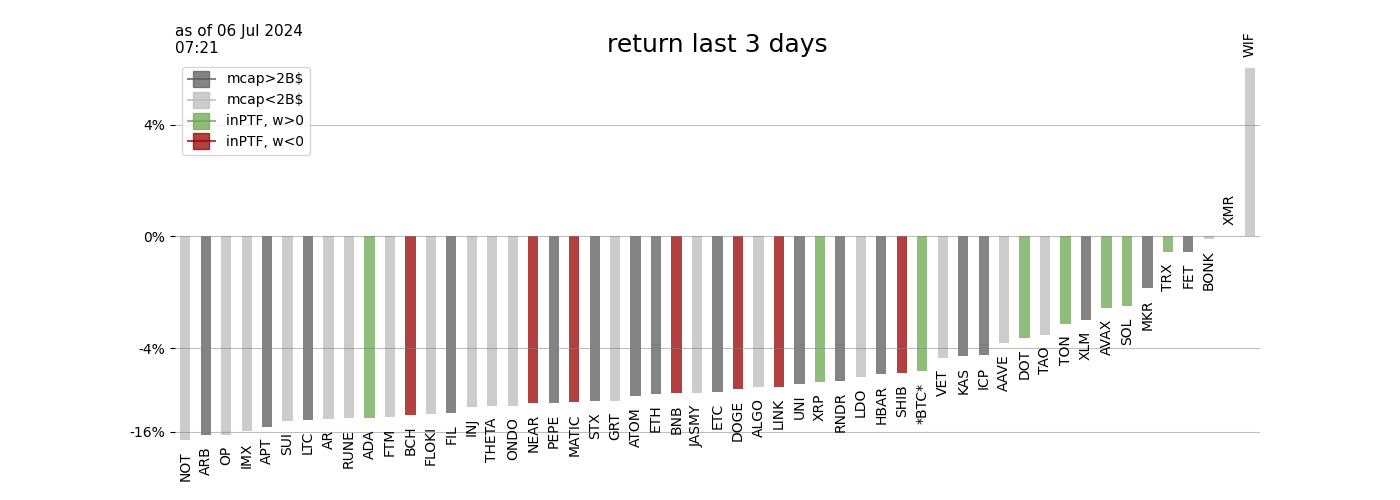 as of 06 Jul 2024
07:21
return last 3 days
mcap>2B$
mcap<2B$
inPTF, w>0
inPTF, w<0
4%
0%
-4%
-16%
NOT
ARB
OP
IMX
APT
SUI
LTC
AR
RUNE
ADA
FTM
BCH
FLOKI
FIL
INJ
THETA
ONDO
NEAR
PEPE
MATIC
STX
GRT
ATOM
ETH
BNB
JASMY
ETC
DOGE
ALGO
LINK
UNI
XRP
RNDR
LDO
HBAR
SHIB
*BTC*
VET
KAS
ICP
AAVE
DOT
TAO
TON
XLM
AVAX
SOL
MKR
TRX
FET
BONK
XMR
WIF